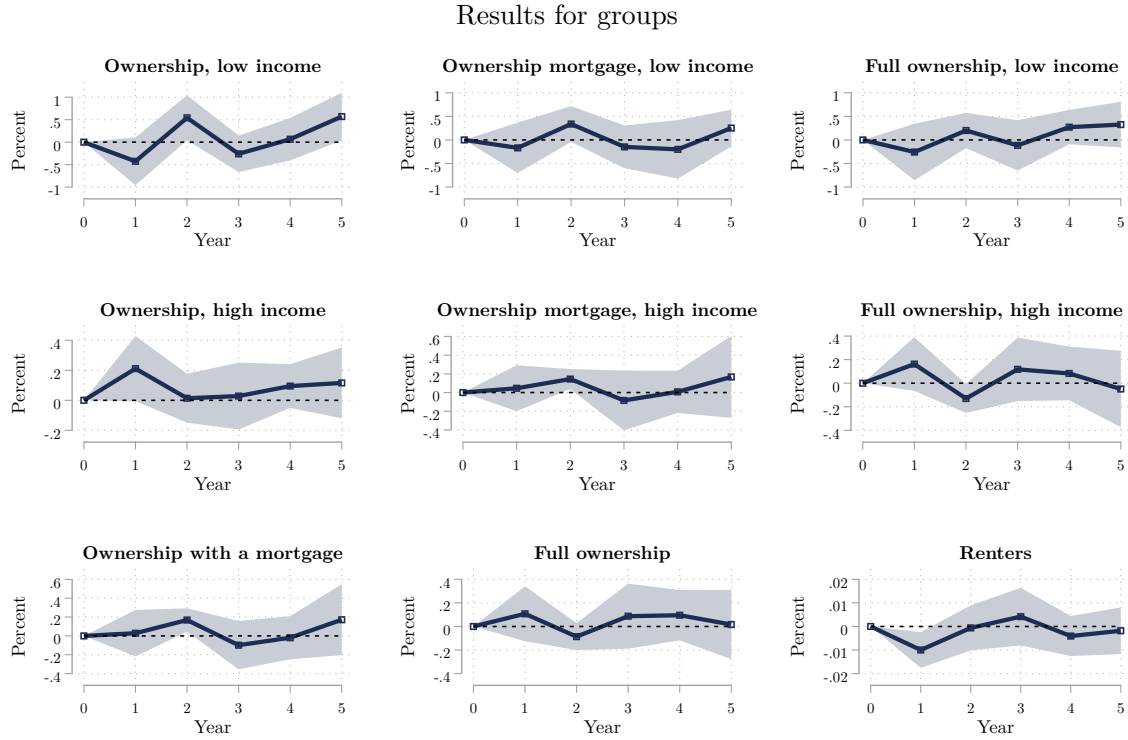 Results for groups
Ownership, low income
Percent
1
.5
0
-.5
-1
0 1 2 3 4 5
Year
Ownership mortgage, low income
Percent
1
.5
0
-.5
-1
0 1 2 3 4 5
Year
Full ownership, low income
Percent
1
.5
0
-.5
-1
0 1 2 3 4 5
Year
Ownership, high income
Percent
.4
.2
0
-.2
0 1 2 3 4 5
Year
Ownership mortgage, high income
Percent
.6
.4
.2
0
-.2
-.4
0 1 2 3 4 5
Year
Full ownership, high income
Percent
.4
.2
0
-.2
-.4
0 1 2 3 4 5
Year
Ownership with a mortgage
Percent
.6
.4
.2
0
-.2
-.4
0 1 2 3 4 5
Year
Full ownership
Percent
.4
.2
0
-.2
-.4
0 1 2 3 4 5
Year
Renters
Percent
.02
.01
0
-.01
-.02
0 1 2 3 4 5
Year